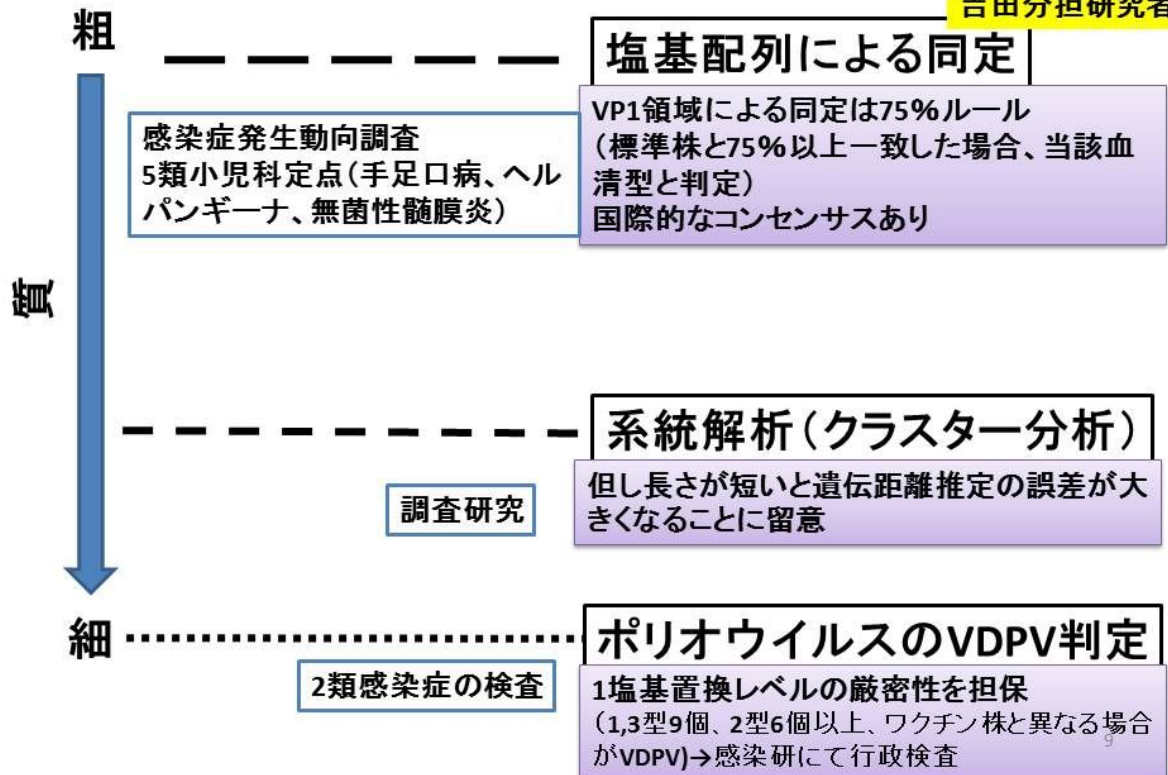 吉田分担研究者
粗
塩基配列による同定
VP1領域による同定は75%ルール
(標準株と75%以上一致した場合、当該血
清型と判定)
国際的なコンセンサスあり
感染症発生動向調査
5類小児科定点(手足口病、ヘル
パンギーナ、無菌性髄膜炎)
質
系統解析(クラスター分析)
但し長さが短いと遺伝距離推定の誤差が大
きくなることに留意
調査研究
細
ポリオウイルスのVDPV判定
2類感染症の検査
1塩基置換レベルの厳密性を担保
(1,3型9個、2型6個以上、ワクチン株と異なる場合
がVDPV)→感染研にて行政検査
9